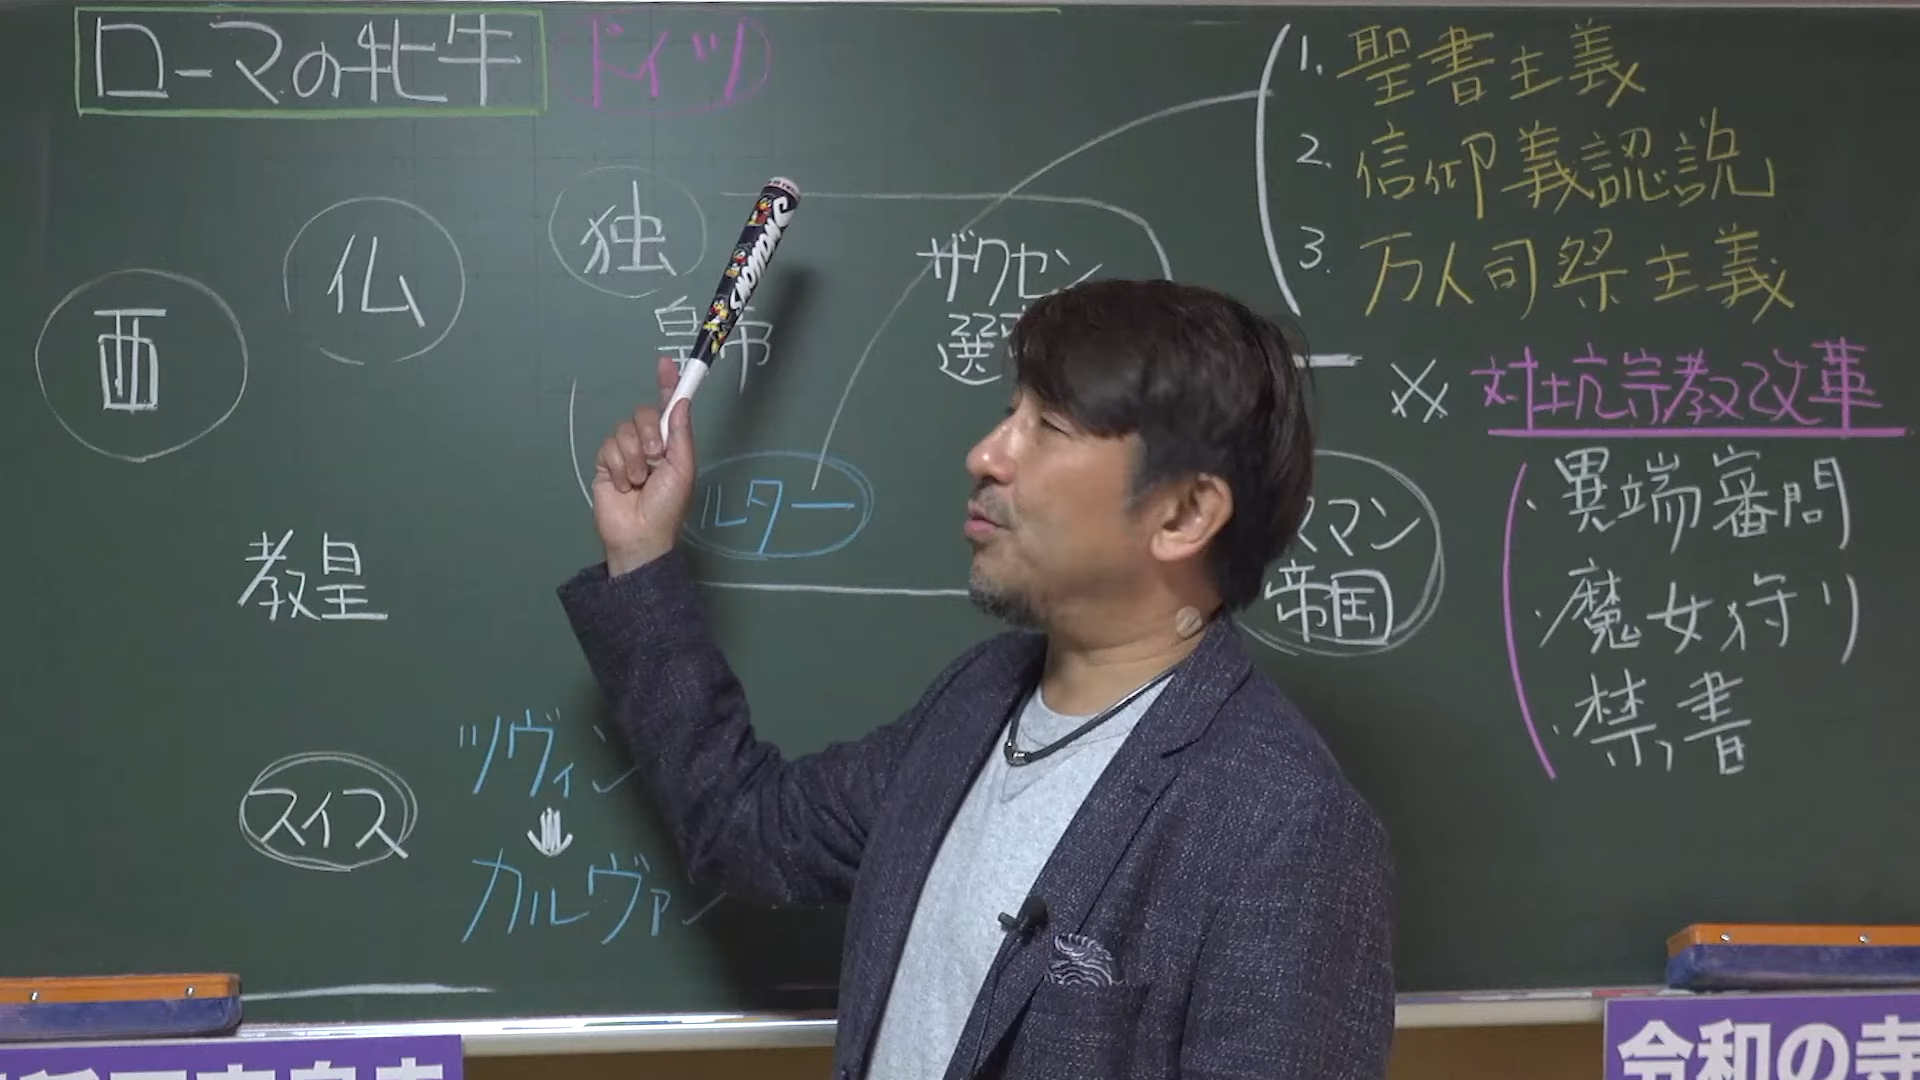 ローマの牝牛 ドイツ
1. 聖書主義
2. 信仰義認説
3. 万人司祭主義
西
仏
独
皇帝
ザクセン
選
ルター
教皇
スマン
帝国
スイス
ツヴィン
カルヴァン
※ 対抗宗教改革
・異端審問
・魔女狩り
・禁書
令和の寺